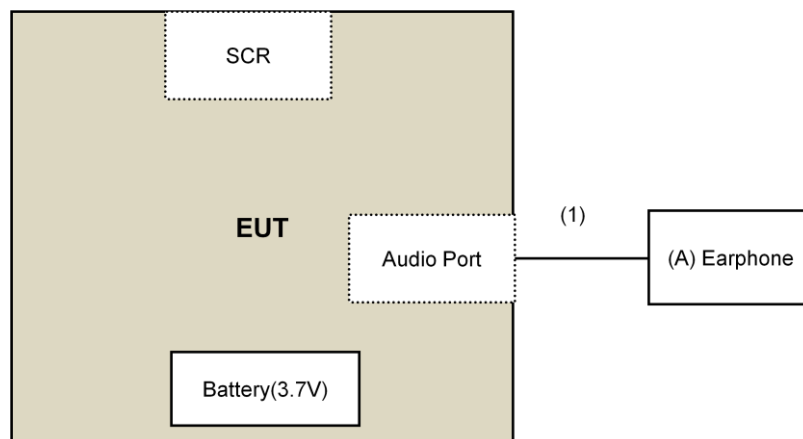 SCR
EUT
(1)
Audio Port
(A) Earphone
Battery(3.7V)